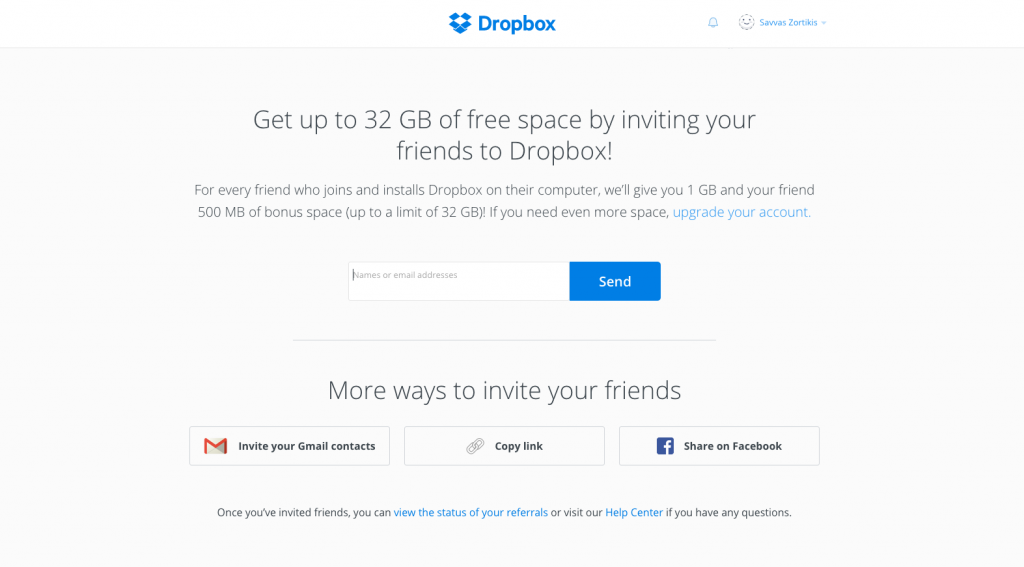 Dropbox
Savvas Zortikis
Get up to 32 GB of free space by inviting your
friends to Dropbox!
For every friend who joins and installs Dropbox on their computer, we'll give you 1 GB and your friend
500 MB of bonus space (up to a limit of 32 GB)! If you need even more space, upgrade your account.
Names or email addresses
Send
More ways to invite your friends
Invite your Gmail contacts
Copy link
Share on Facebook
Once you've invited friends, you can view the status of your referrals or visit our Help Center if you have any questions.